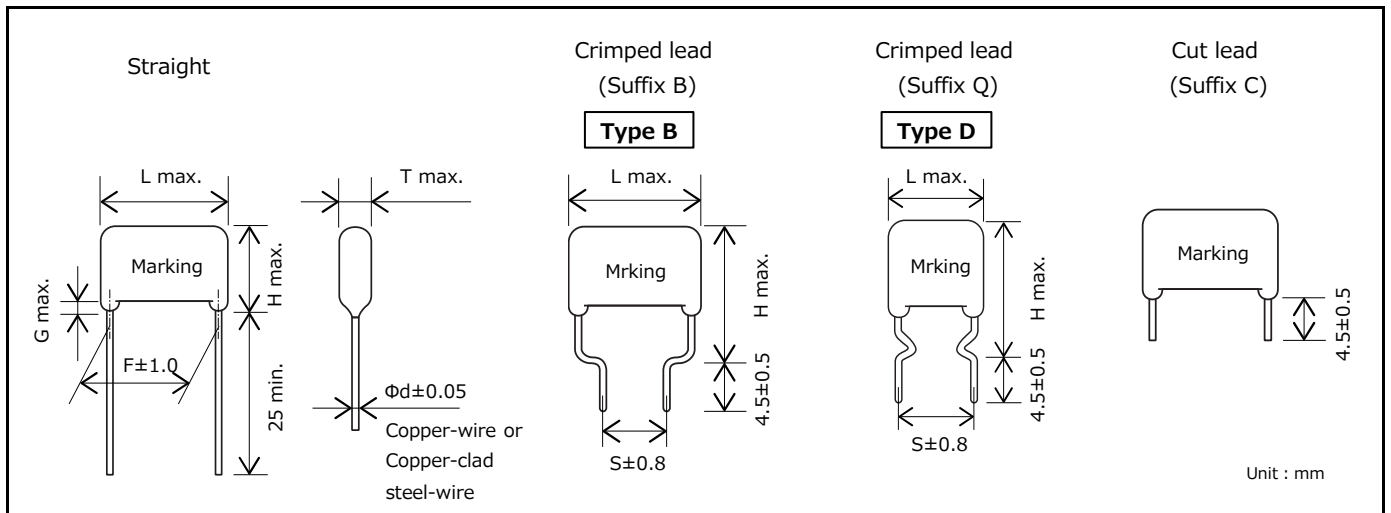 Straight
L max.
T max.
Marking
H max.
G max.
F±1.0
25 min.
Φd±0.05
Copper-wire or
Copper-clad
steel-wire
Crimped lead
(Suffix B)
Type B
L max.
Mrking
H max.
4.5±0.5
S±0.8
Crimped lead
(Suffix Q)
Type D
L max.
Mrking
H max.
4.5±0.5
S±0.8
Cut lead
(Suffix C)
Marking
4.5±0.5
Unit : mm